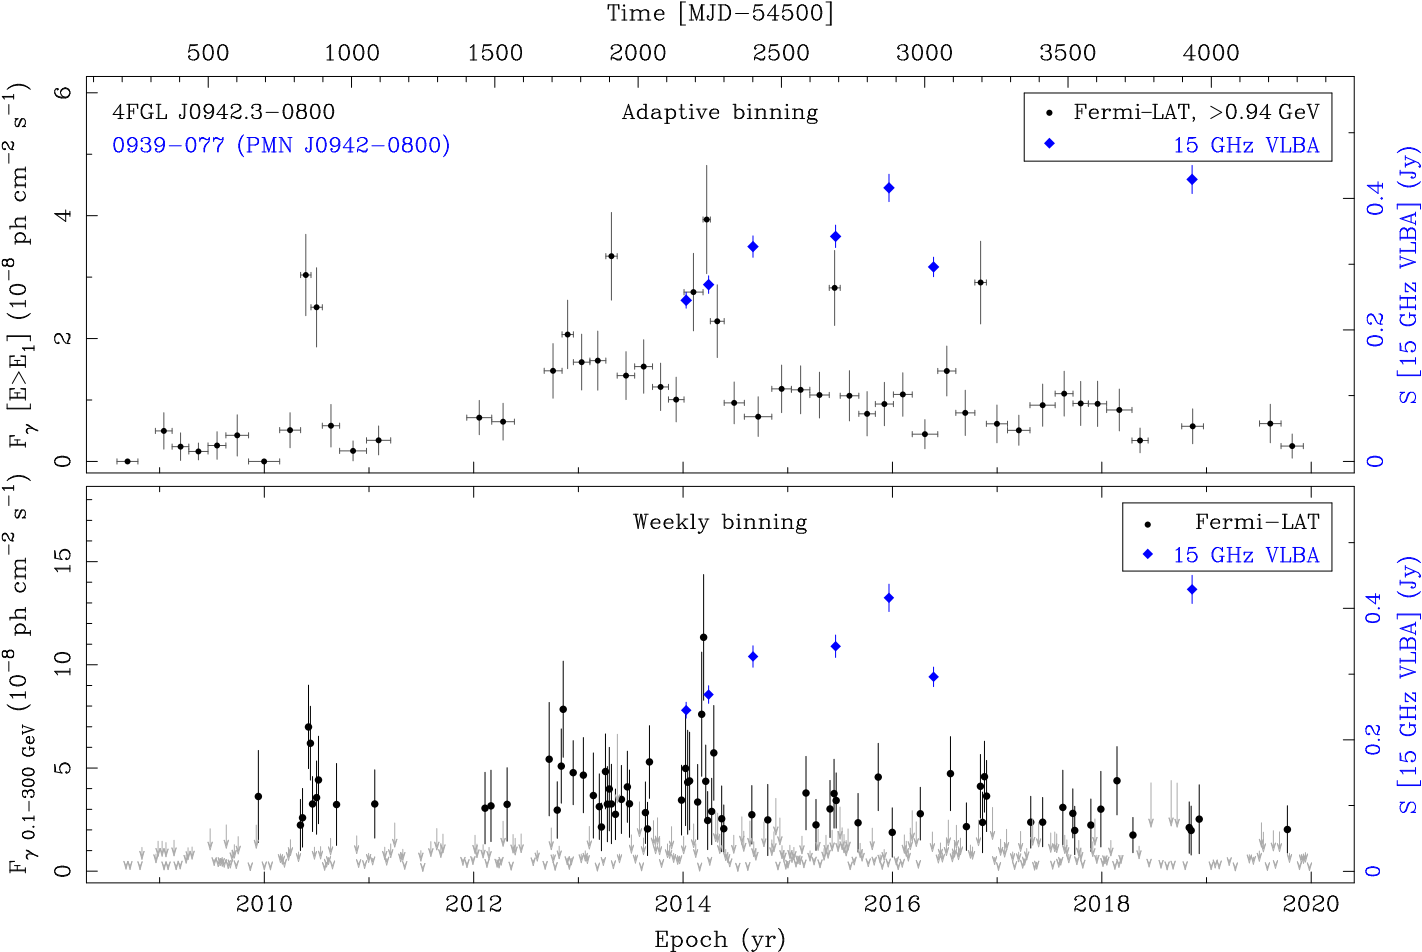 Time [MJD−54500]
500 1000 1500 2000 2500 3000 3500 4000
4FGL J0942.3−0800
0939−077 (PMN J0942−0800)
Adaptive binning
Fermi−LAT, >0.94 GeV
15 GHz VLBA
6
4
2
0
Fγ [E>E1] (10−8 ph cm−2 s−1)
0.4
0.2
0
S [15 GHz VLBA] (Jy)
Weekly binning
Fermi−LAT
15 GHz VLBA
15
10
5
0
Fγ 0.1−300 GeV (10−8 ph cm−2 s−1)
0.4
0.2
0
S [15 GHz VLBA] (Jy)
2010 2012 2014 2016 2018 2020
Epoch (yr)